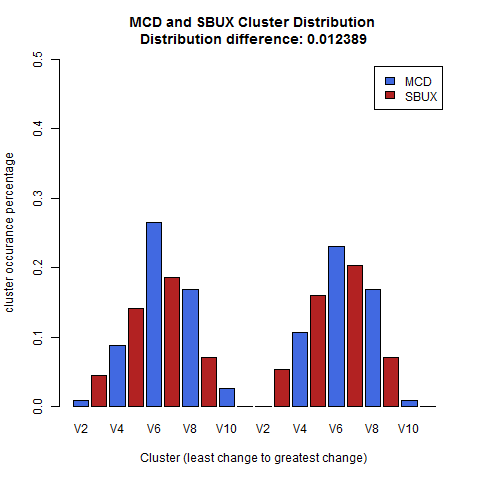 MCD and SBUX Cluster Distribution
Distribution difference: 0.012389
MCD
SBUX
cluster occurance percentage
0.5
0.4
0.3
0.2
0.1
0.0
V2 V4 V6 V8 V10 V2 V4 V6 V8 V10
Cluster (least change to greatest change)